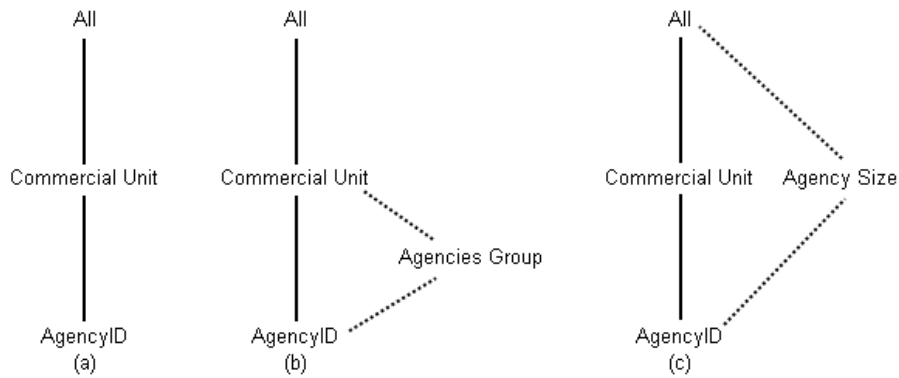 All All All
Commercial Unit Commercial Unit Commercial Unit Agency Size
Agencies Group
AgencyID AgencyID AgencyID
(a) (b) (c)